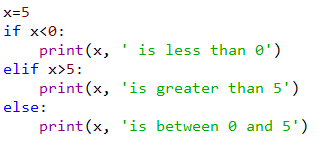 x=5
if x<0:
    print(x, ' is less than 0')
elif x>5:
    print(x, 'is greater than 5')
else:
    print(x, 'is between 0 and 5')